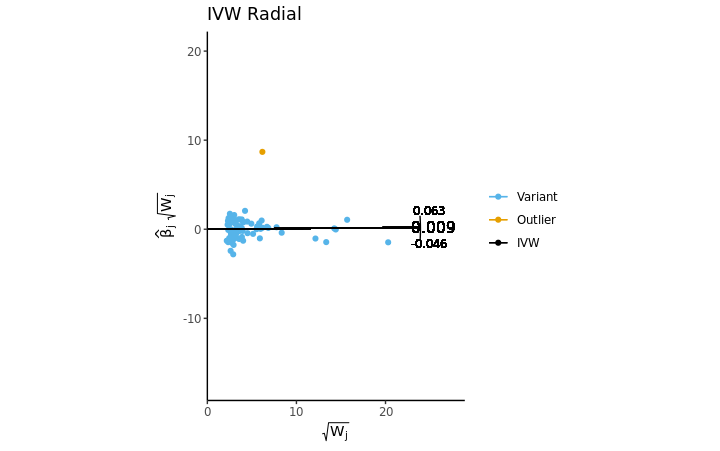 IVW Radial
20
10
0
-10
β̂j √Wj
0.063
0.009
-0.046
0
10
20
√Wj
Variant
Outlier
IVW